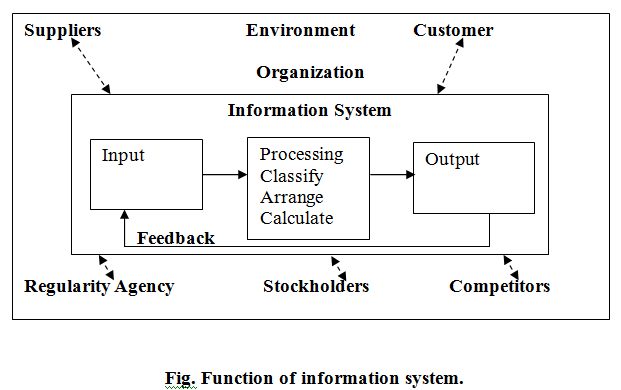 Suppliers Environment Customer
Organization
Information System
Input
Processing
Classify
Arrange
Calculate
Output
Feedback
Regularity Agency Stockholders Competitors
Fig. Function of information system.